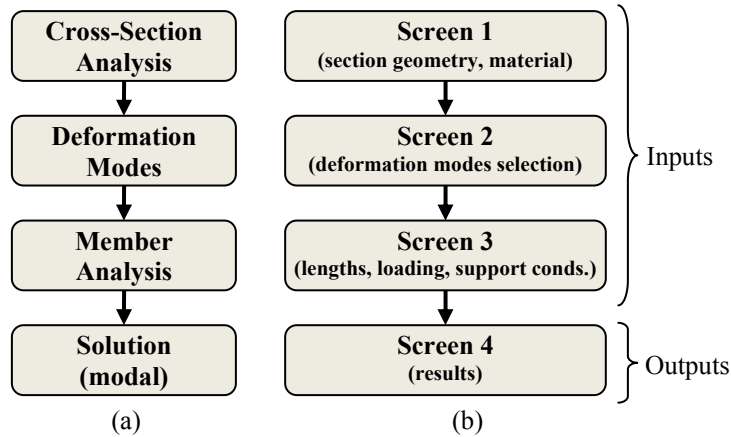 Cross-Section
Analysis
Deformation
Modes
Member
Analysis
Solution
(modal)
(a)
Screen 1
(section geometry, material)
Screen 2
(deformation modes selection)
Screen 3
(lengths, loading, support conds.)
Screen 4
(results)
(b)
Inputs
Outputs